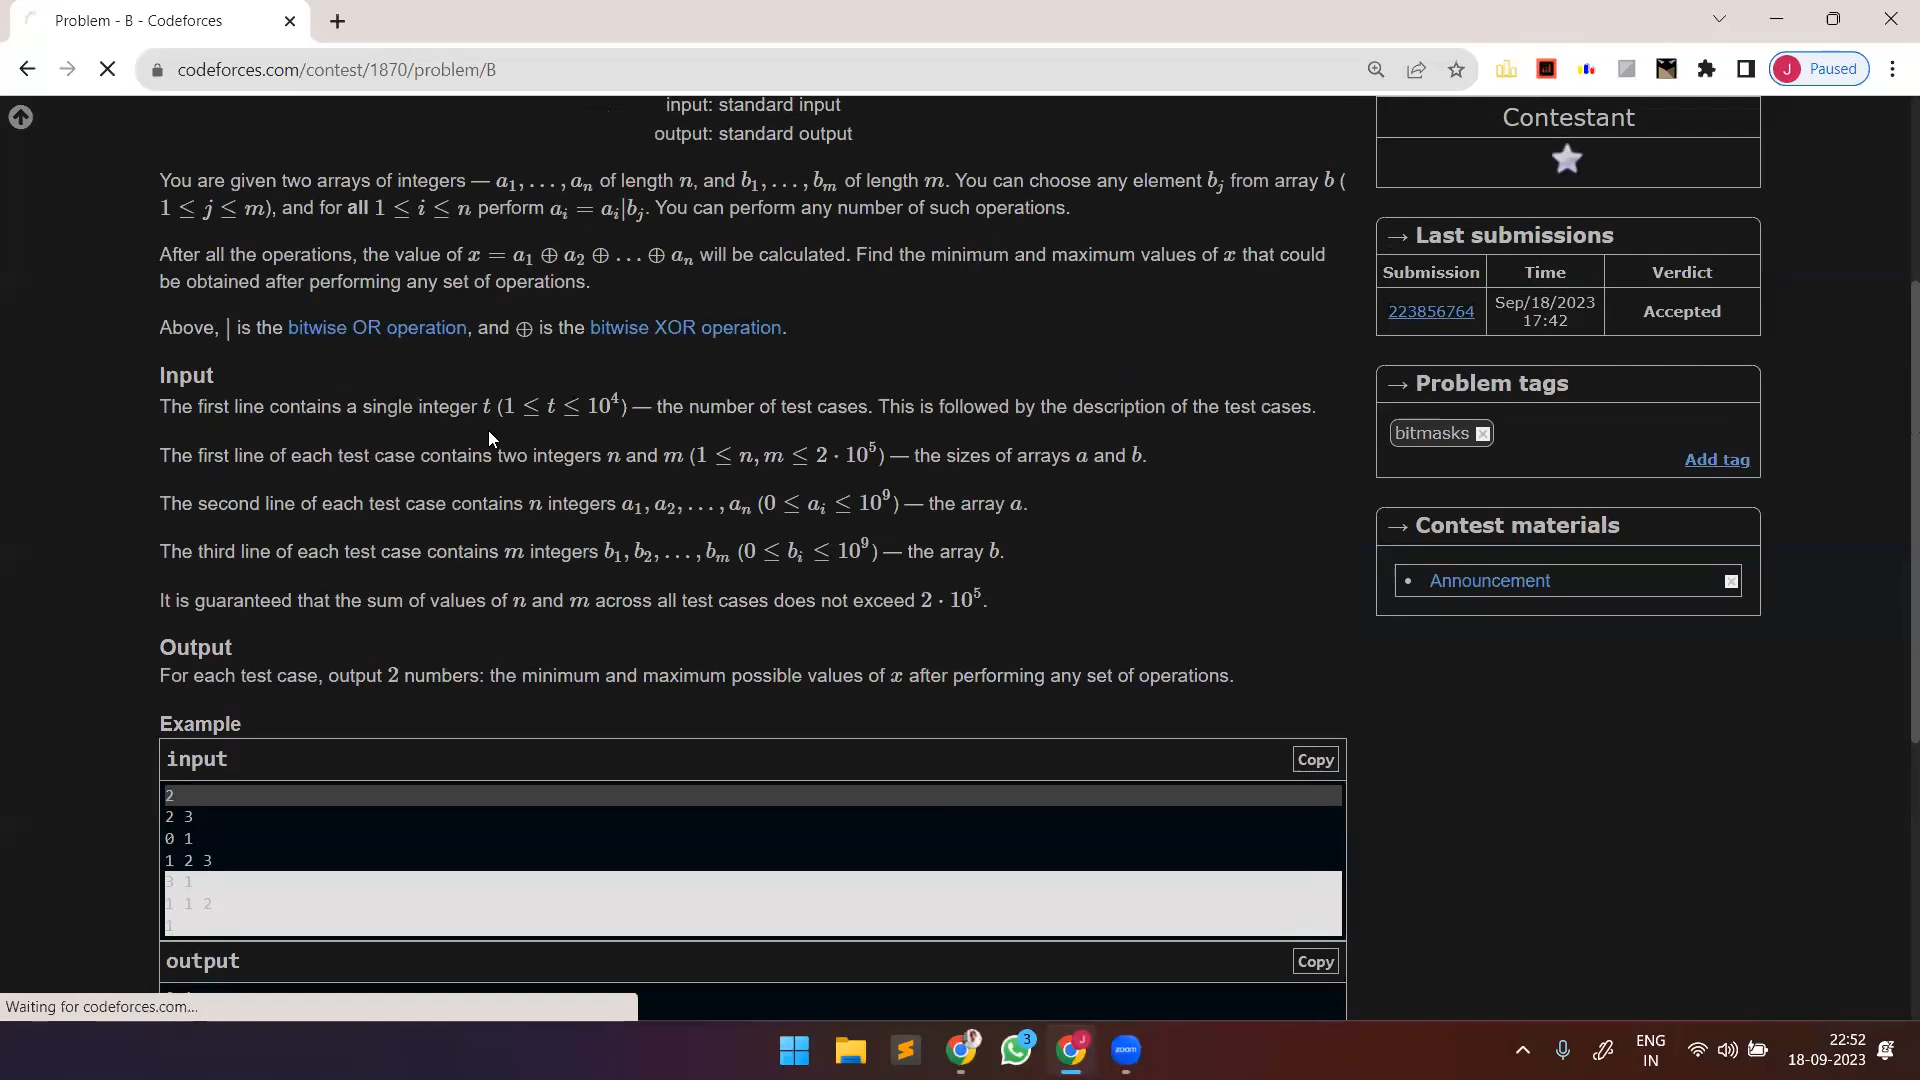 Problem - B - Codeforces
codeforces.com/contest/1870/problem/B
J Paused
input: standard input
output: standard output
You are given two arrays of integers — a₁, . . . , aₙ of length n, and b₁, . . . , bₘ of length m. You can choose any element bⱼ from array b (
1 ≤ j ≤ m), and for all 1 ≤ i ≤ n perform aᵢ = aᵢ|bⱼ. You can perform any number of such operations.
After all the operations, the value of x = a₁ ⊕ a₂ ⊕ . . . ⊕ aₙ will be calculated. Find the minimum and maximum values of x that could
be obtained after performing any set of operations.
Above, | is the bitwise OR operation, and ⊕ is the bitwise XOR operation.
Input
The first line contains a single integer t (1 ≤ t ≤ 10⁴) — the number of test cases. This is followed by the description of the test cases.
The first line of each test case contains two integers n and m (1 ≤ n, m ≤ 2 · 10⁵) — the sizes of arrays a and b.
The second line of each test case contains n integers a₁, a₂, . . . , aₙ (0 ≤ aᵢ ≤ 10⁹) — the array a.
The third line of each test case contains m integers b₁, b₂, . . . , bₘ (0 ≤ bᵢ ≤ 10⁹) — the array b.
It is guaranteed that the sum of values of n and m across all test cases does not exceed 2 · 10⁵.
Output
For each test case, output 2 numbers: the minimum and maximum possible values of x after performing any set of operations.
Example
input Copy
2
2 3
0 1
1 2 3
3 1
1 1 2
1
output Copy
Contestant
→ Last submissions
Submission Time Verdict
223856764 Sep/18/2023 17:42 Accepted
→ Problem tags
bitmasks
Add tag
→ Contest materials
• Announcement
Waiting for codeforces.com...
3
J
zoom
ENG
IN
22:52
18-09-2023